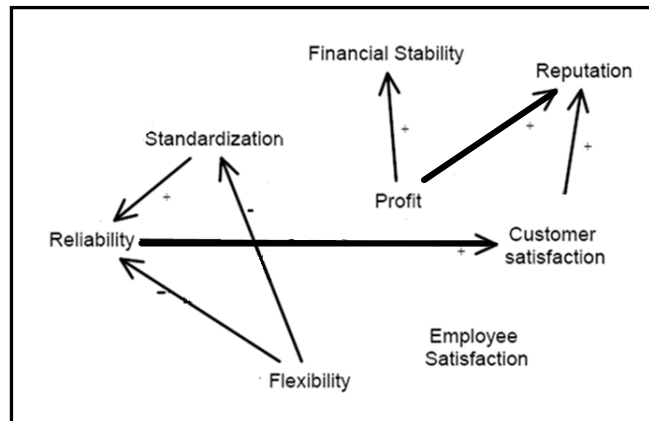 Financial Stability
Reputation
+
+
Standardization
+
+
-
Profit
Reliability
+
Customer
satisfaction
-
Employee
Satisfaction
Flexibility